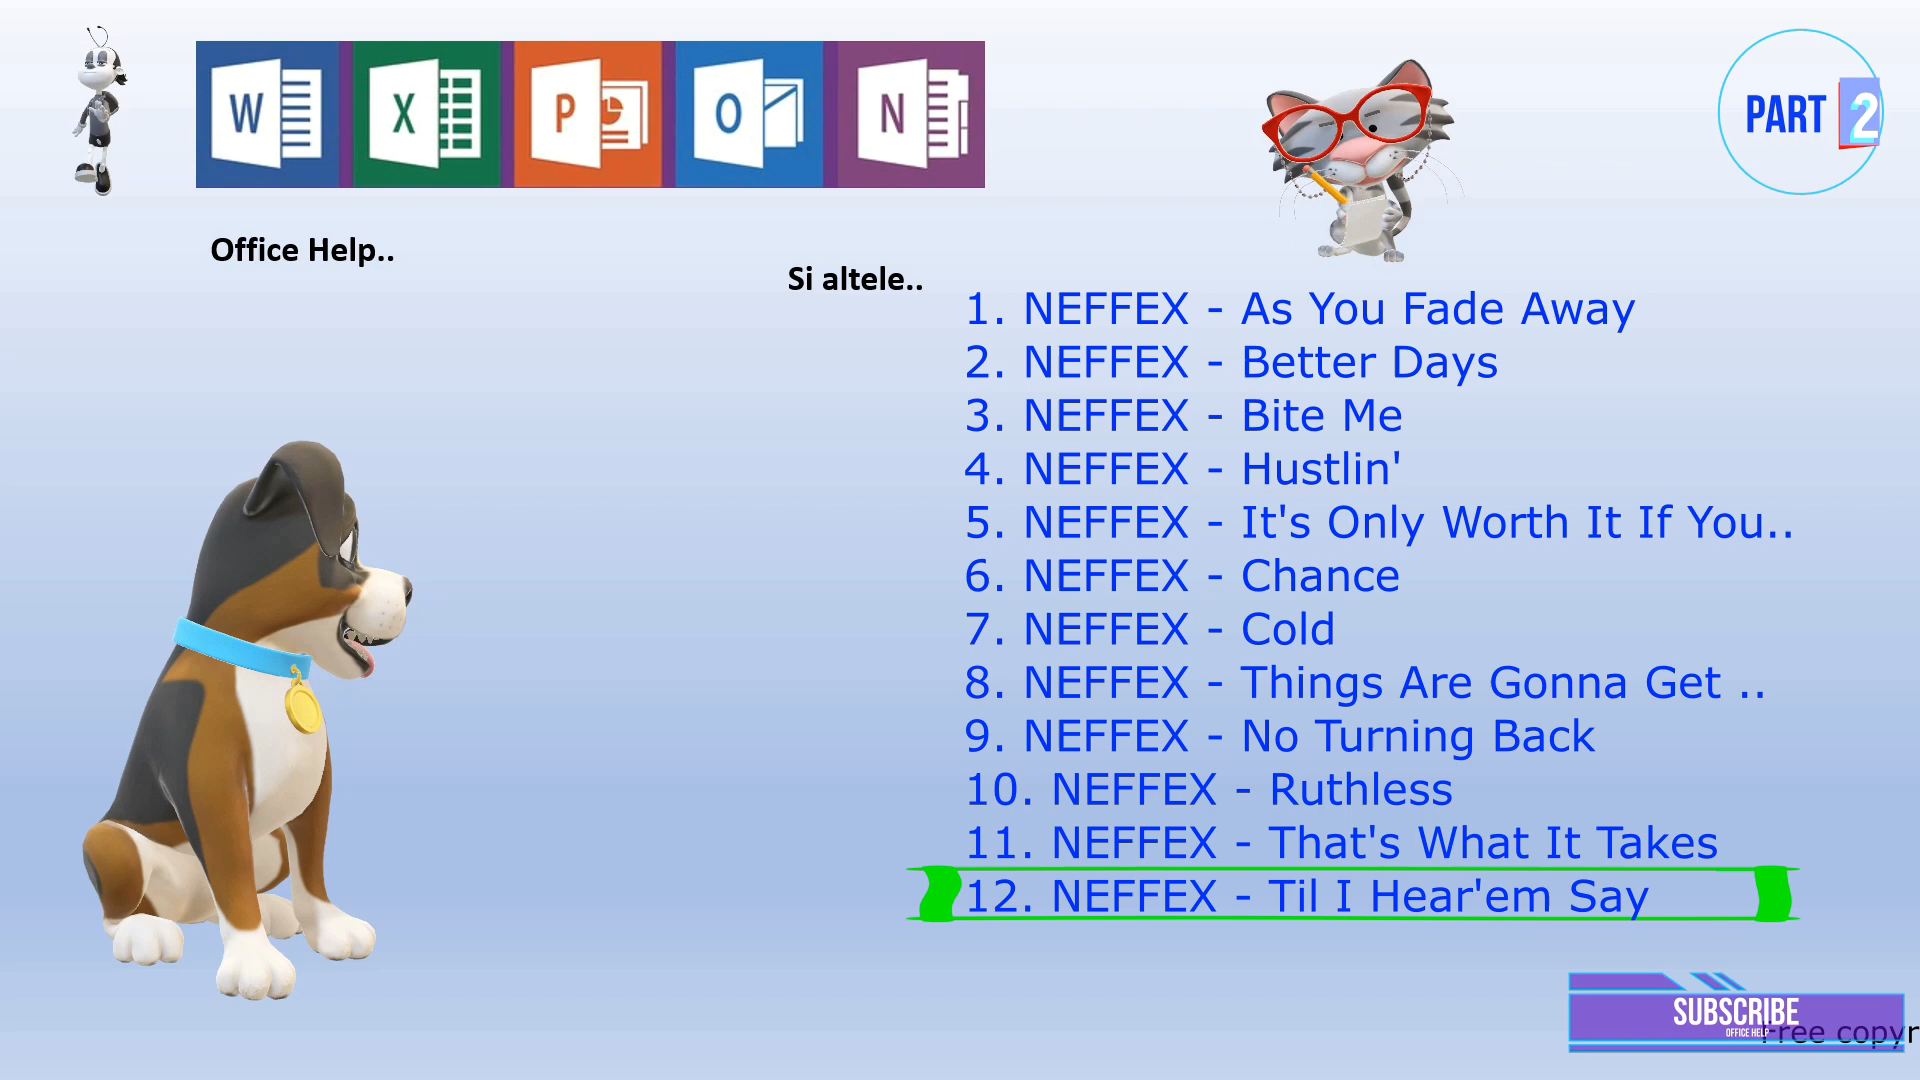 W X P O N
PART 2
Office Help..
Si altele..
1. NEFFEX - As You Fade Away
2. NEFFEX - Better Days
3. NEFFEX - Bite Me
4. NEFFEX - Hustlin'
5. NEFFEX - It's Only Worth It If You..
6. NEFFEX - Chance
7. NEFFEX - Cold
8. NEFFEX - Things Are Gonna Get ..
9. NEFFEX - No Turning Back
10. NEFFEX - Ruthless
11. NEFFEX - That's What It Takes
12. NEFFEX - Til I Hear'em Say
SUBSCRIBE
OFFICE HELP
Free copyr